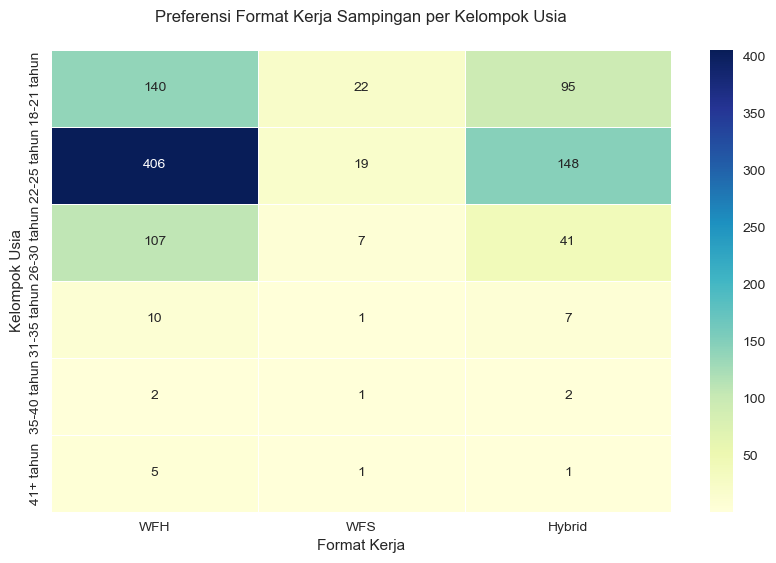 Preferensi Format Kerja Sampingan per Kelompok Usia
Kelompok Usia
18-21 tahun
140 22 95
22-25 tahun
406 19 148
26-30 tahun
107 7 41
31-35 tahun
10 1 7
35-40 tahun
2 1 2
41+ tahun
5 1 1
WFH WFS Hybrid
Format Kerja
400
350
300
250
200
150
100
50